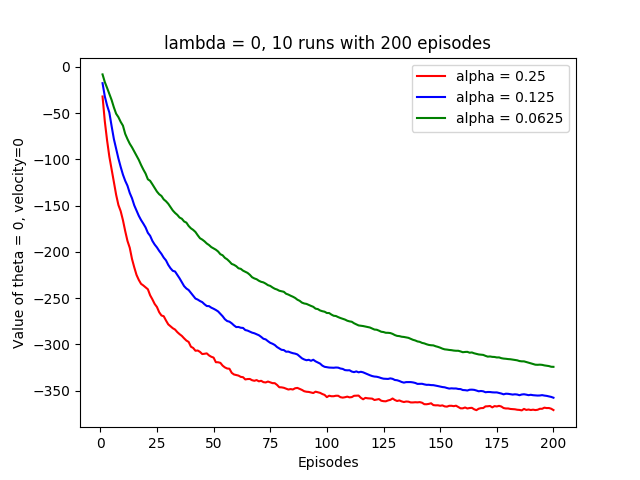 lambda = 0, 10 runs with 200 episodes
alpha = 0.25
alpha = 0.125
alpha = 0.0625
Value of theta = 0, velocity=0
0
−50
−100
−150
−200
−250
−300
−350
0 25 50 75 100 125 150 175 200
Episodes